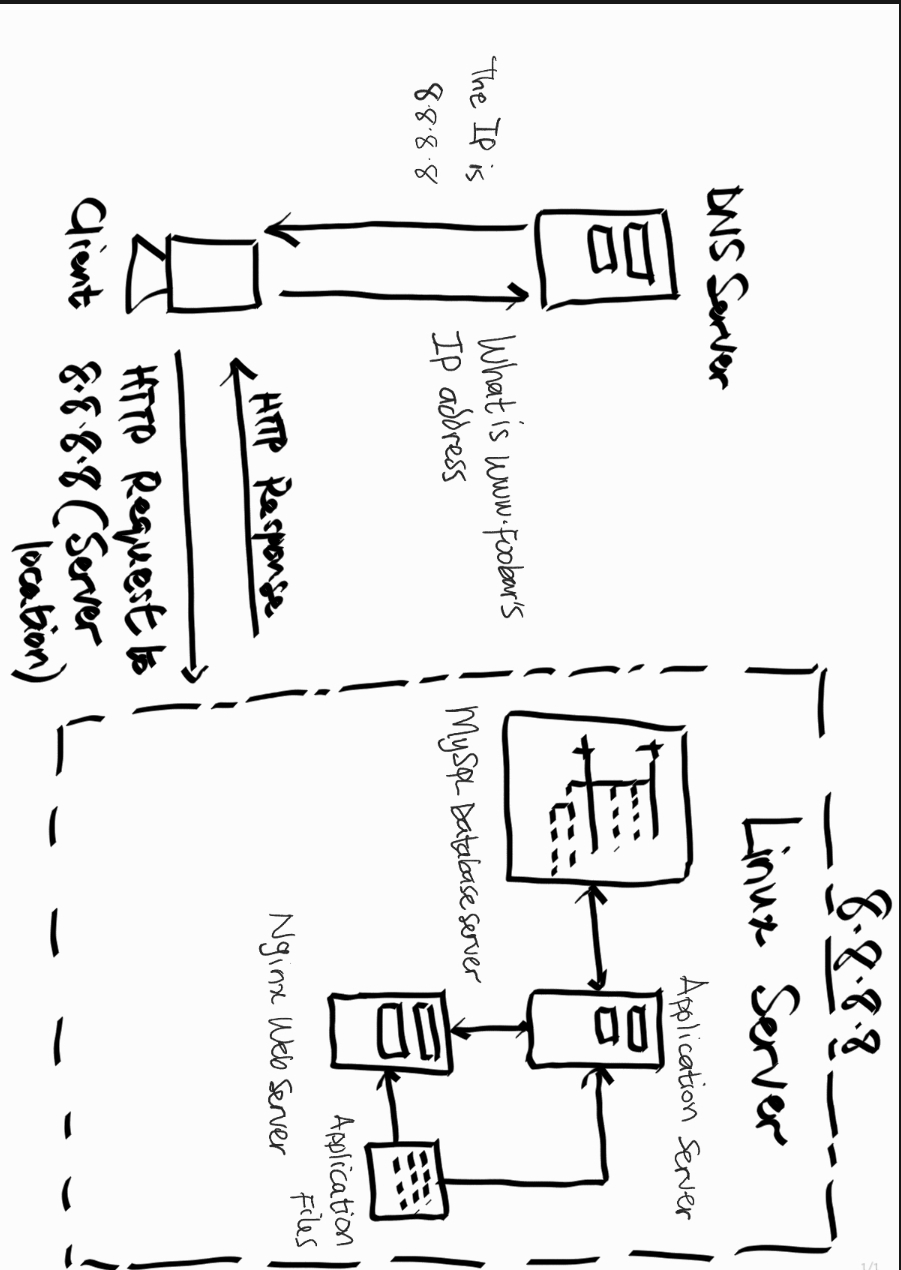 8.8.8.8
Linux Server
DNS Server
Application Server
The IP is
8.8.8.8
What is www.foobar's
IP address
MySQL Database server
Application
Files
Nginx Web Server
HTTP Response
HTTP Request to
8.8.8.8 (Server
location)
Client